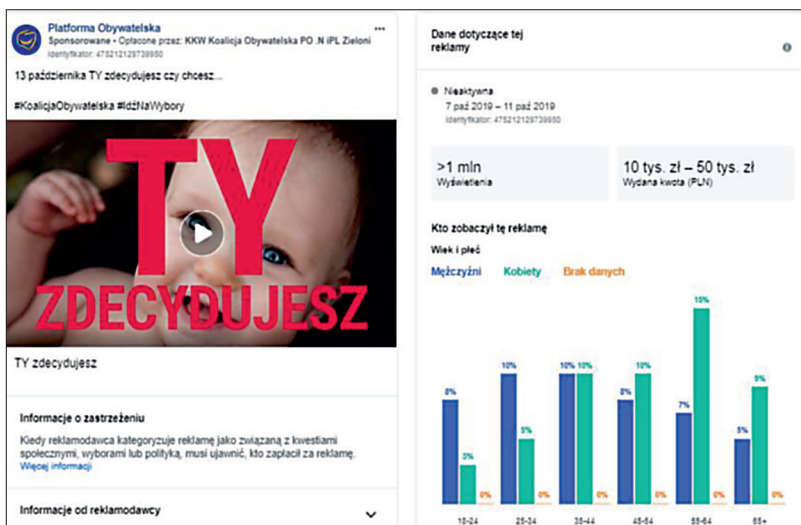 Platforma Obywatelska
Sponsorowane • Opłacone przez: KKW Koalicja Obywatelska PO .N iPL Zieloni
Identyfikator: 475212129739950
13 października TY zdecydujesz czy chcesz...
#KoalicjaObywatelska #IdźNaWybory
TY
ZDECYDUJESZ
TY zdecydujesz
Informacje o zastrzeżeniu
Kiedy reklamodawca kategoryzuje reklamę jako związaną z kwestiami
społecznymi, wyborami lub polityką, musi ujawnić, kto zapłacił za reklamę.
Więcej informacji
Informacje od reklamodawcy
Dane dotyczące tej
reklamy
Nieaktywna
7 paź 2019 – 11 paź 2019
Identyfikator: 475212129739950
>1 mln
Wyświetlenia
10 tys. zł – 50 tys. zł
Wydana kwota (PLN)
Kto zobaczył tę reklamę
Wiek i płeć
Mężczyźni Kobiety Brak danych
8% 3% 0% 10% 5% 0% 10% 10% 0% 8% 10% 0% 7% 15% 0% 5% 9% 0%
18-24 25-34 35-44 45-54 55-64 65+